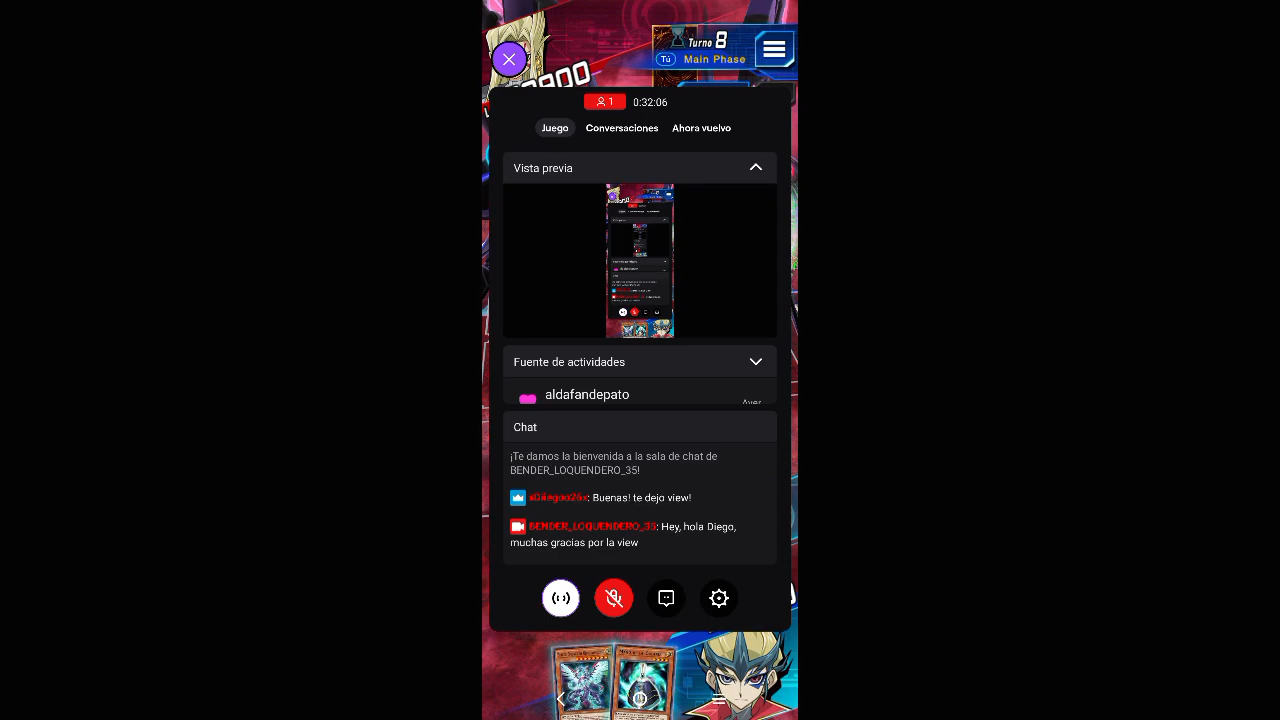 Turno 8
Tú Main Phase
1 0:32:06
Juego Conversaciones Ahora vuelvo
Vista previa
Fuente de actividades
aldafandepato
Ayer
Chat
¡Te damos la bienvenida a la sala de chat de
BENDER_LOQUENDERO_35!
xDiiegoo26x: Buenas! te dejo view!
BENDER_LOQUENDERO_35: Hey, hola Diego,
muchas gracias por la view